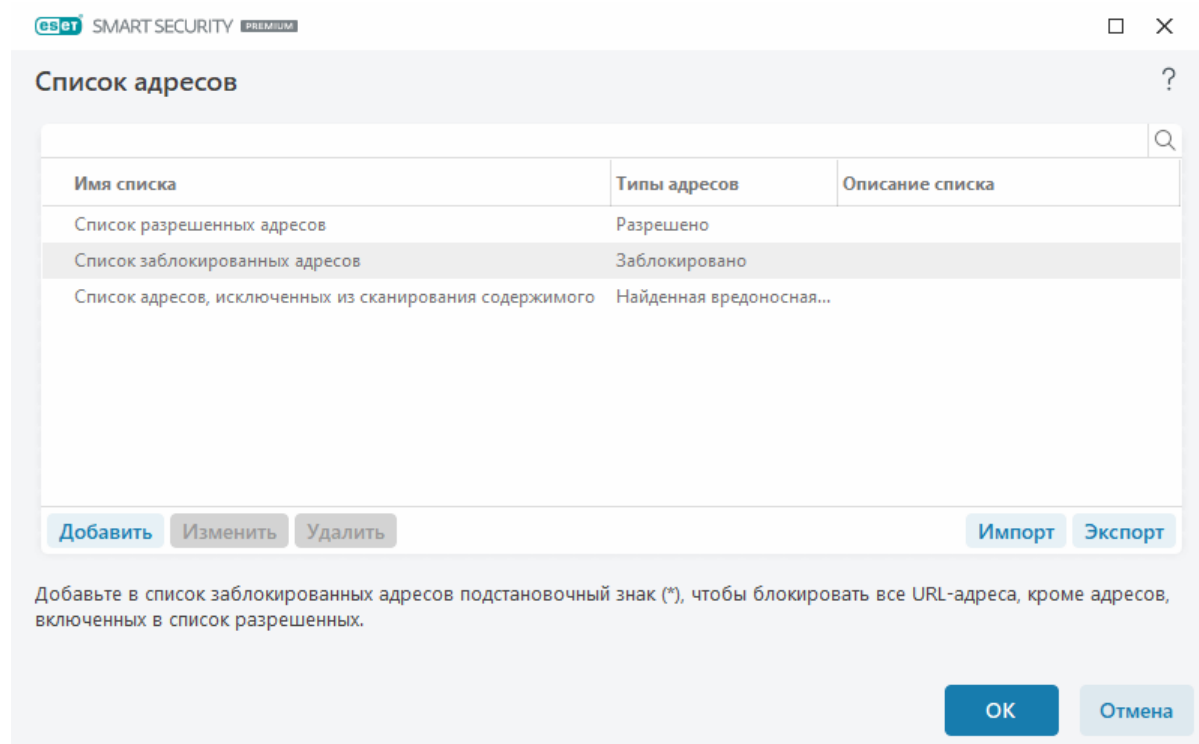 eset SMART SECURITY PREMIUM
Список адресов
?
Имя списка Типы адресов Описание списка
Список разрешенных адресов Разрешено
Список заблокированных адресов Заблокировано
Список адресов, исключенных из сканирования содержимого Найденная вредоносная...
Добавить Изменить Удалить Импорт Экспорт
Добавьте в список заблокированных адресов подстановочный знак (*), чтобы блокировать все URL-адреса, кроме адресов,
включенных в список разрешенных.
ОК Отмена